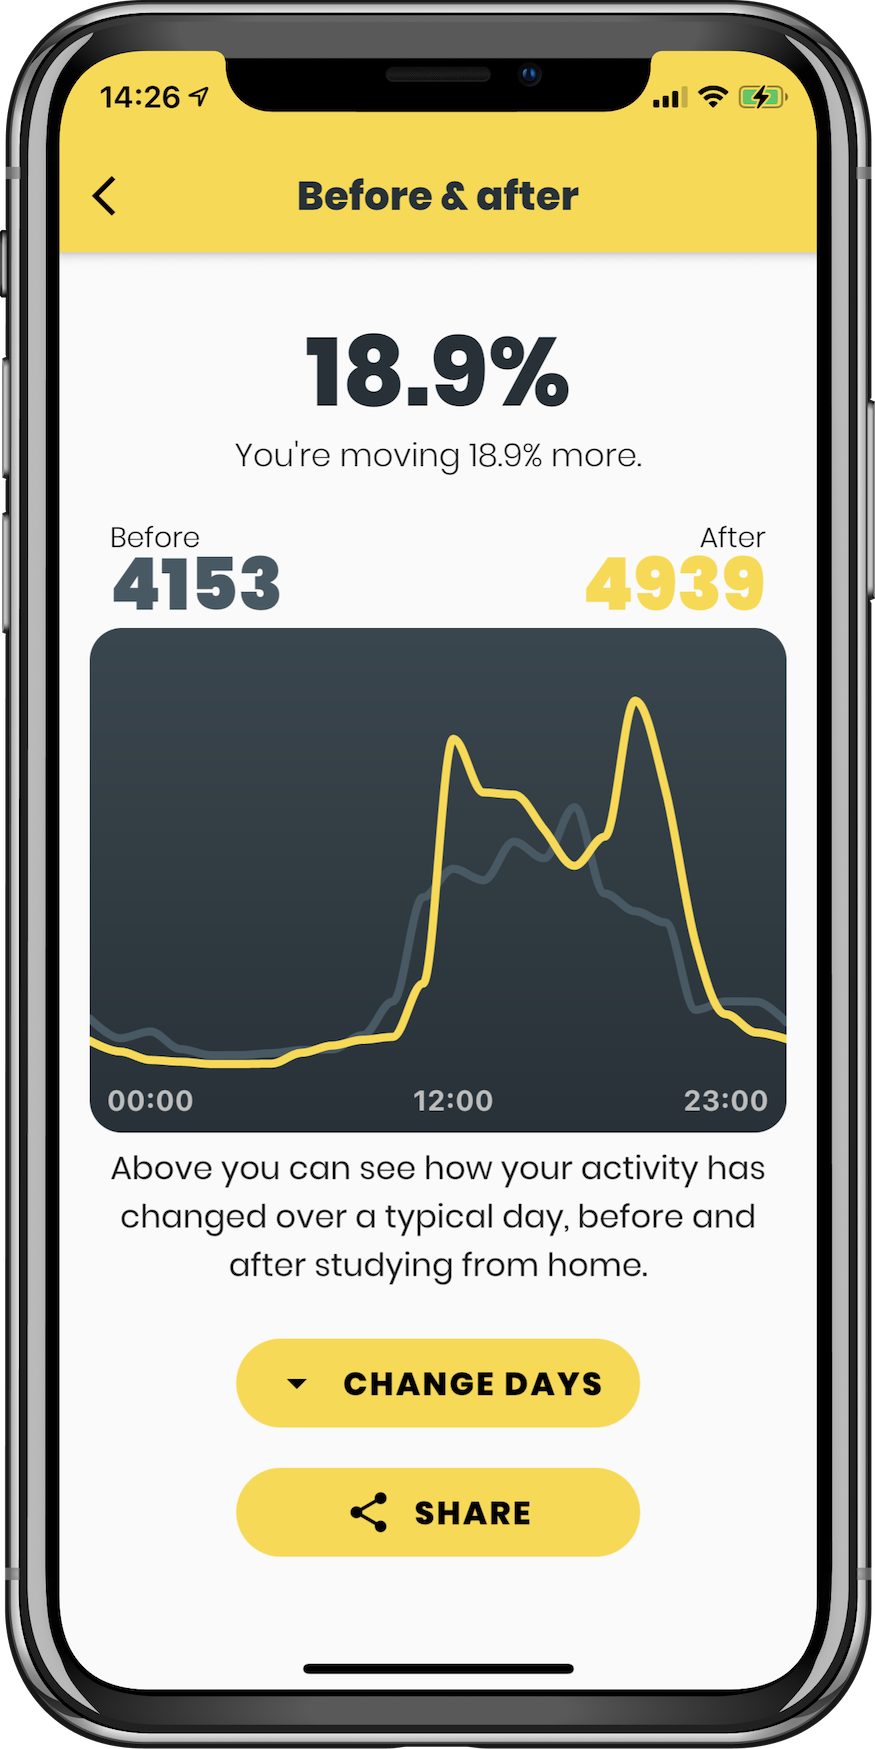 14:26
Before & after
18.9%
You're moving 18.9% more.
Before After
4153 4939
00:00 12:00 23:00
Above you can see how your activity has
changed over a typical day, before and
after studying from home.
CHANGE DAYS
SHARE